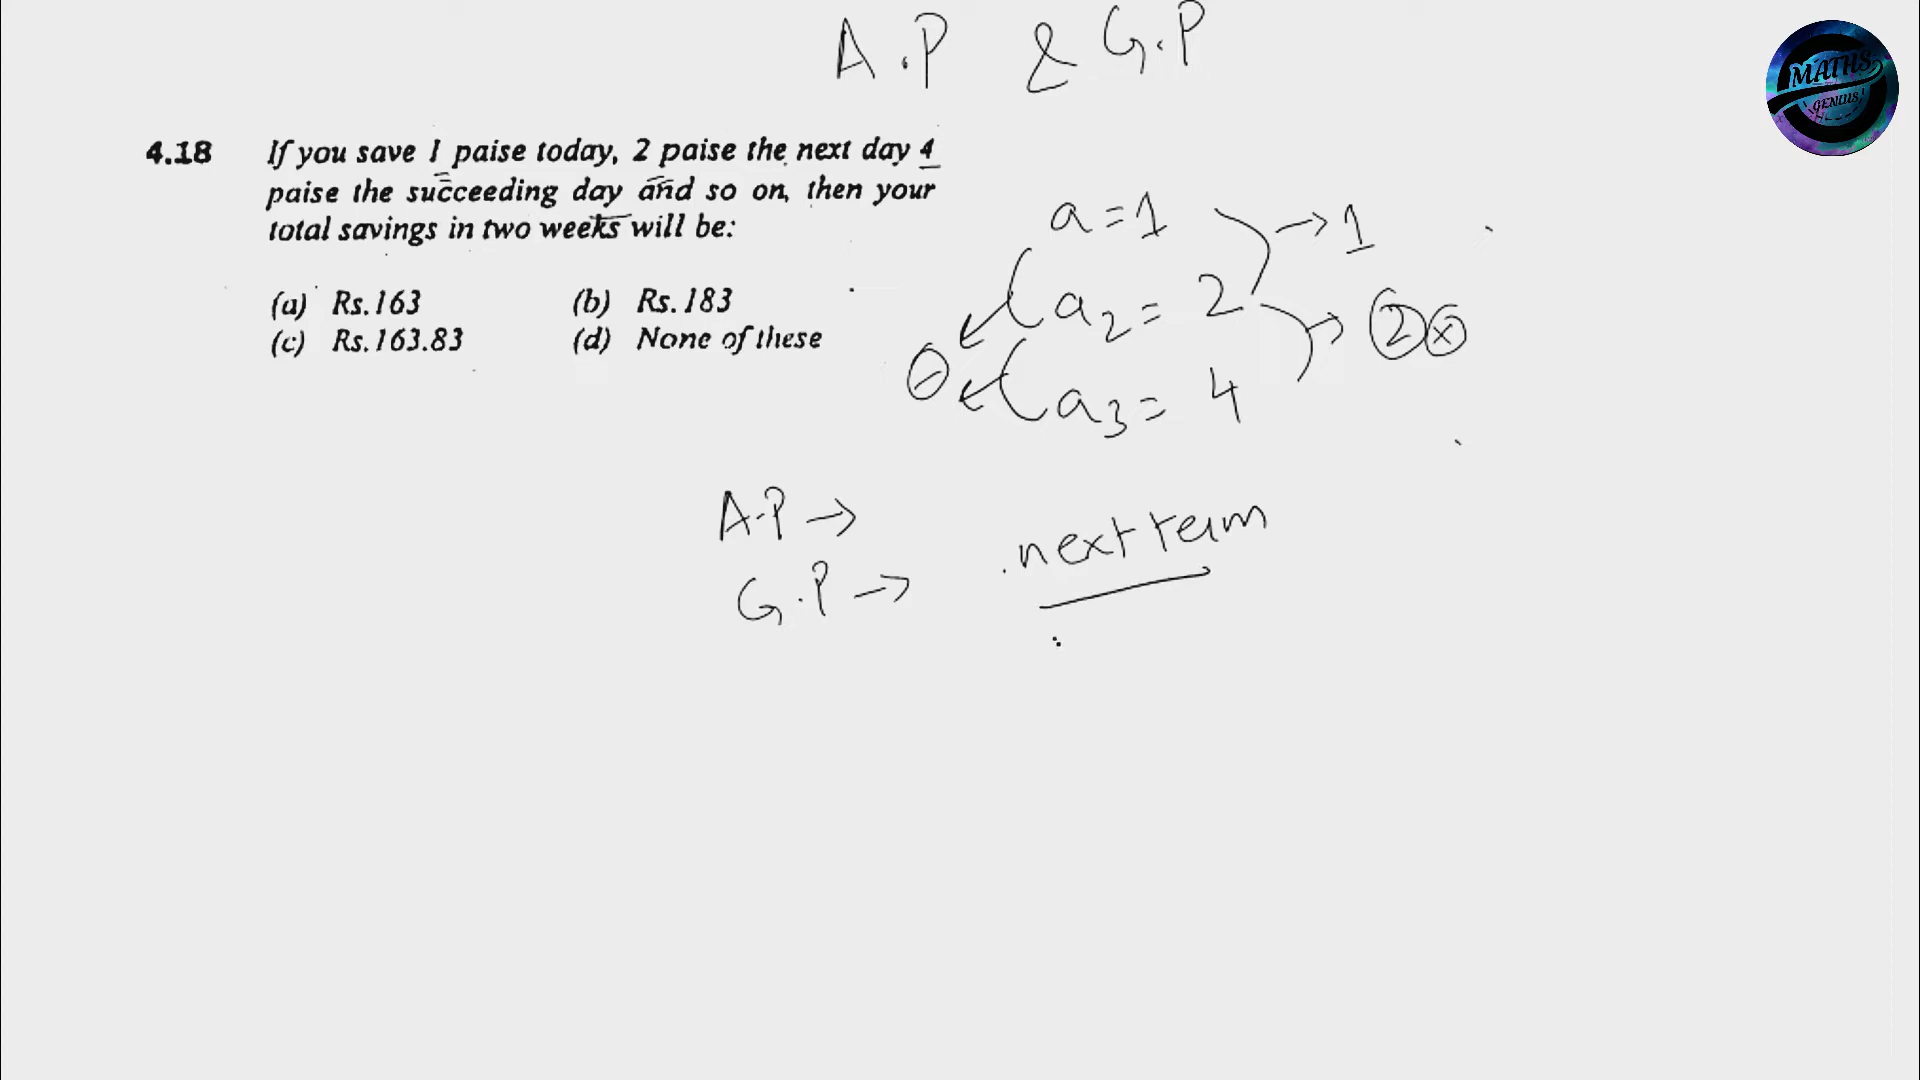 A.P & G.P
MATHS
GENIUS
4.18 If you save 1 paise today, 2 paise the next day 4
paise the succeeding day and so on, then your
total savings in two weeks will be:
(a) Rs.163 (b) Rs.183
(c) Rs.163.83 (d) None of these
a = 1 → 1
a2 = 2 2 x
a3 = 4
A.P →
G.P →
next term